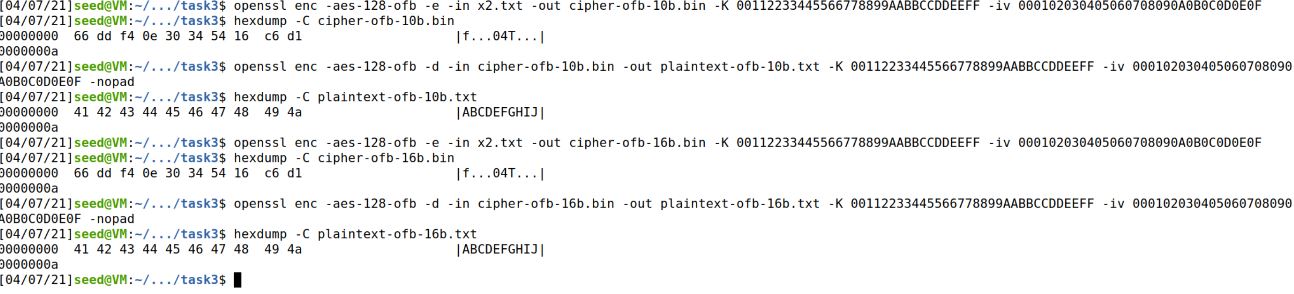 [04/07/21]seed@VM:~/.../task3$ openssl enc -aes-128-ofb -e -in x2.txt -out cipher-ofb-10b.bin -K 00112233445566778899AABBCCDDEEFF -iv 000102030405060708090A0B0C0D0E0F
[04/07/21]seed@VM:~/.../task3$ hexdump -C cipher-ofb-10b.bin
00000000  66 dd f4 0e 30 34 54 16  c6 d1                    |f...04T...|
0000000a
[04/07/21]seed@VM:~/.../task3$ openssl enc -aes-128-ofb -d -in cipher-ofb-10b.bin -out plaintext-ofb-10b.txt -K 00112233445566778899AABBCCDDEEFF -iv 000102030405060708090
A0B0C0D0E0F -nopad
[04/07/21]seed@VM:~/.../task3$ hexdump -C plaintext-ofb-10b.txt
00000000  41 42 43 44 45 46 47 48  49 4a                    |ABCDEFGHIJ|
0000000a
[04/07/21]seed@VM:~/.../task3$ openssl enc -aes-128-ofb -e -in x2.txt -out cipher-ofb-16b.bin -K 00112233445566778899AABBCCDDEEFF -iv 000102030405060708090A0B0C0D0E0F
[04/07/21]seed@VM:~/.../task3$ hexdump -C cipher-ofb-16b.bin
00000000  66 dd f4 0e 30 34 54 16  c6 d1                    |f...04T...|
0000000a
[04/07/21]seed@VM:~/.../task3$ openssl enc -aes-128-ofb -d -in cipher-ofb-16b.bin -out plaintext-ofb-16b.txt -K 00112233445566778899AABBCCDDEEFF -iv 000102030405060708090
A0B0C0D0E0F -nopad
[04/07/21]seed@VM:~/.../task3$ hexdump -C plaintext-ofb-16b.txt
00000000  41 42 43 44 45 46 47 48  49 4a                    |ABCDEFGHIJ|
0000000a
[04/07/21]seed@VM:~/.../task3$